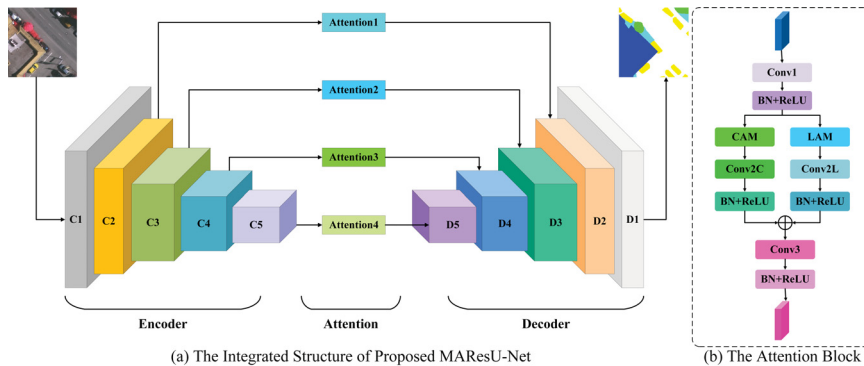 Attention1
Attention2
Attention3
Attention4
C1
C2
C3
C4
C5
D5
D4
D3
D2
D1
Encoder
Attention
Decoder
(a) The Integrated Structure of Proposed MAResU-Net
Conv1
BN+ReLU
CAM
LAM
Conv2C
Conv2L
BN+ReLU
BN+ReLU
Conv3
BN+ReLU
(b) The Attention Block